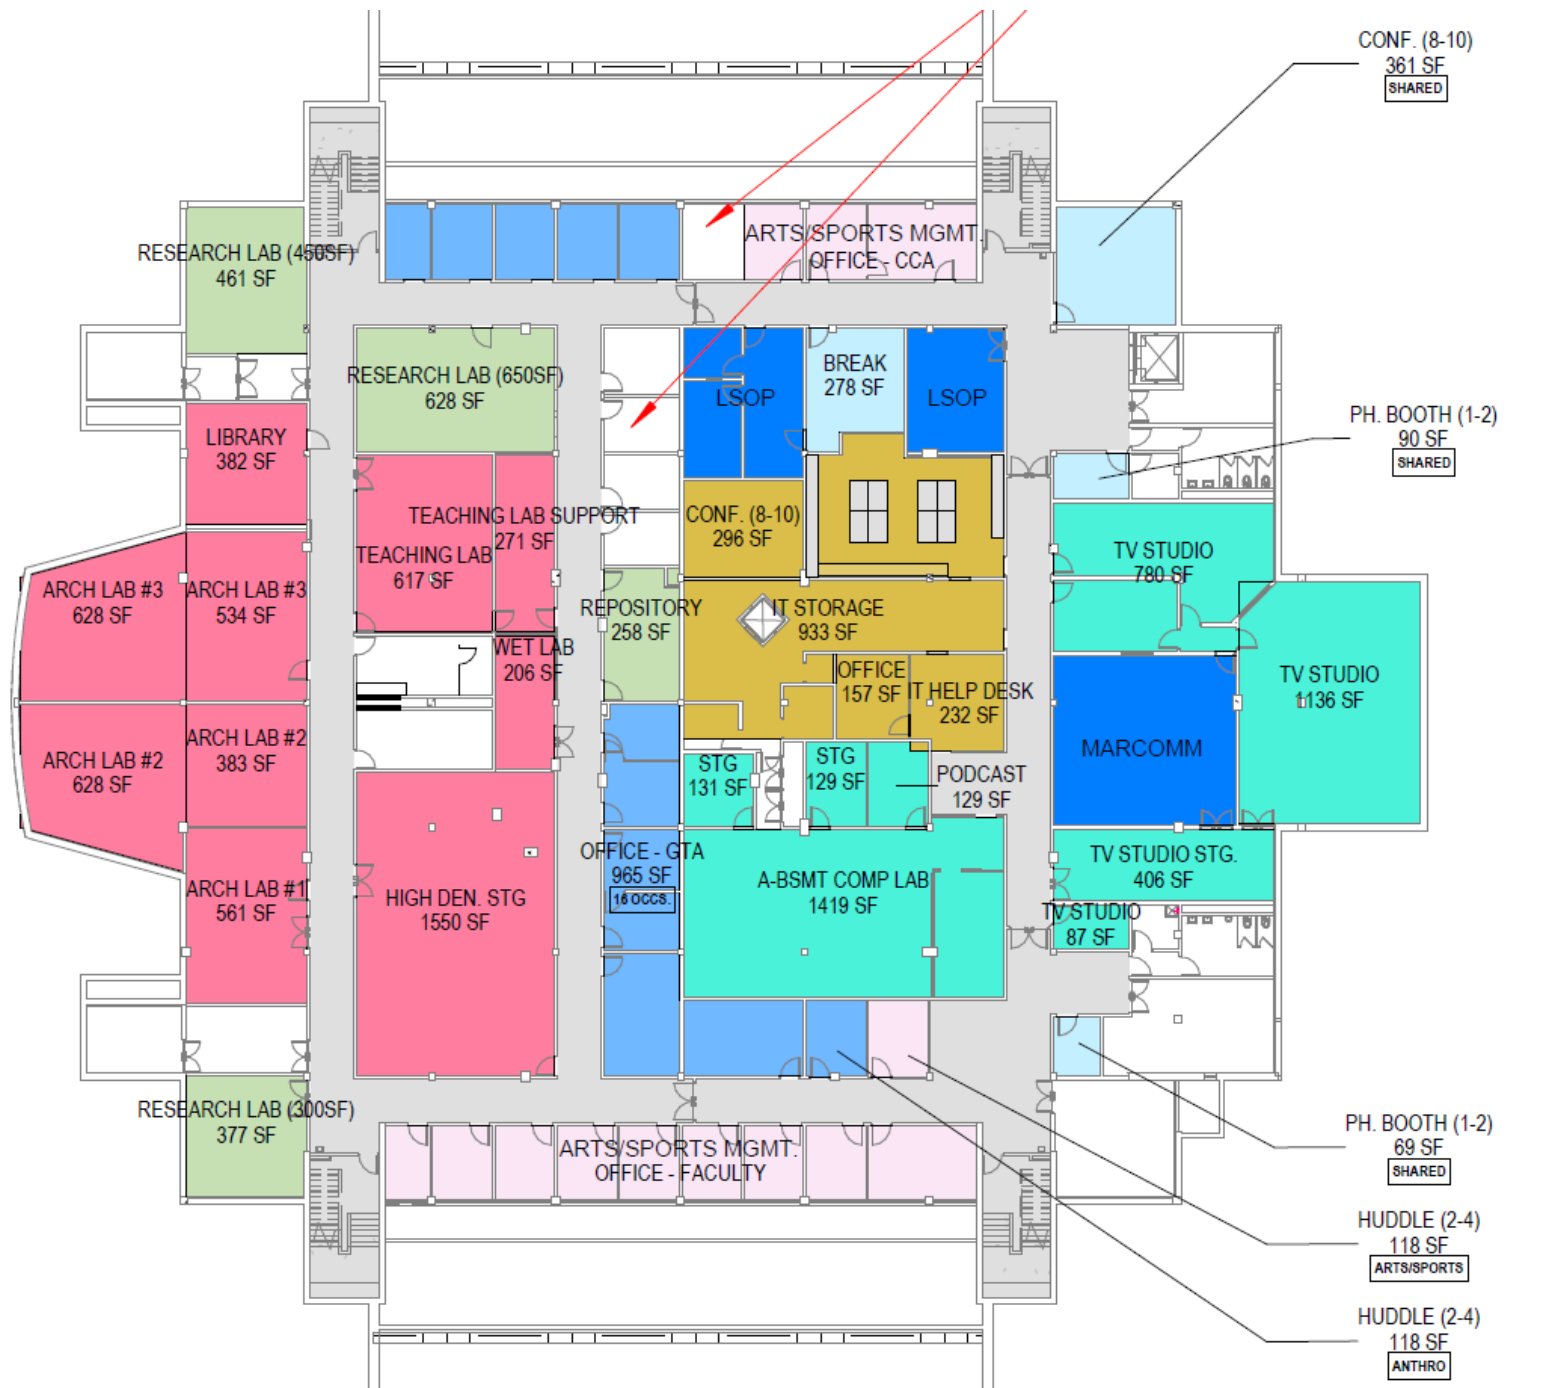 CONF. (8-10)
361 SF
SHARED
ARTS/SPORTS MGMT.
OFFICE - CCA
RESEARCH LAB (450SF)
461 SF
RESEARCH LAB (650SF)
628 SF
LSOP
BREAK
278 SF
LSOP
PH. BOOTH (1-2)
90 SF
SHARED
LIBRARY
382 SF
TEACHING LAB SUPPORT
271 SF
TEACHING LAB
617 SF
CONF. (8-10)
296 SF
TV STUDIO
780 SF
ARCH LAB #3
628 SF
ARCH LAB #3
534 SF
REPOSITORY
258 SF
IT STORAGE
933 SF
WET LAB
206 SF
OFFICE
157 SF
IT HELP DESK
232 SF
TV STUDIO
1136 SF
ARCH LAB #2
628 SF
ARCH LAB #2
383 SF
MARCOMM
STG
131 SF
STG
129 SF
PODCAST
129 SF
OFFICE - GTA
965 SF
16 OCCS.
A-BSMT COMP LAB
1419 SF
TV STUDIO STG.
406 SF
ARCH LAB #1
561 SF
HIGH DEN. STG
1550 SF
TV STUDIO
87 SF
RESEARCH LAB (300SF)
377 SF
PH. BOOTH (1-2)
69 SF
SHARED
ARTS/SPORTS MGMT.
OFFICE - FACULTY
HUDDLE (2-4)
118 SF
ARTS/SPORTS
HUDDLE (2-4)
118 SF
ANTHRO